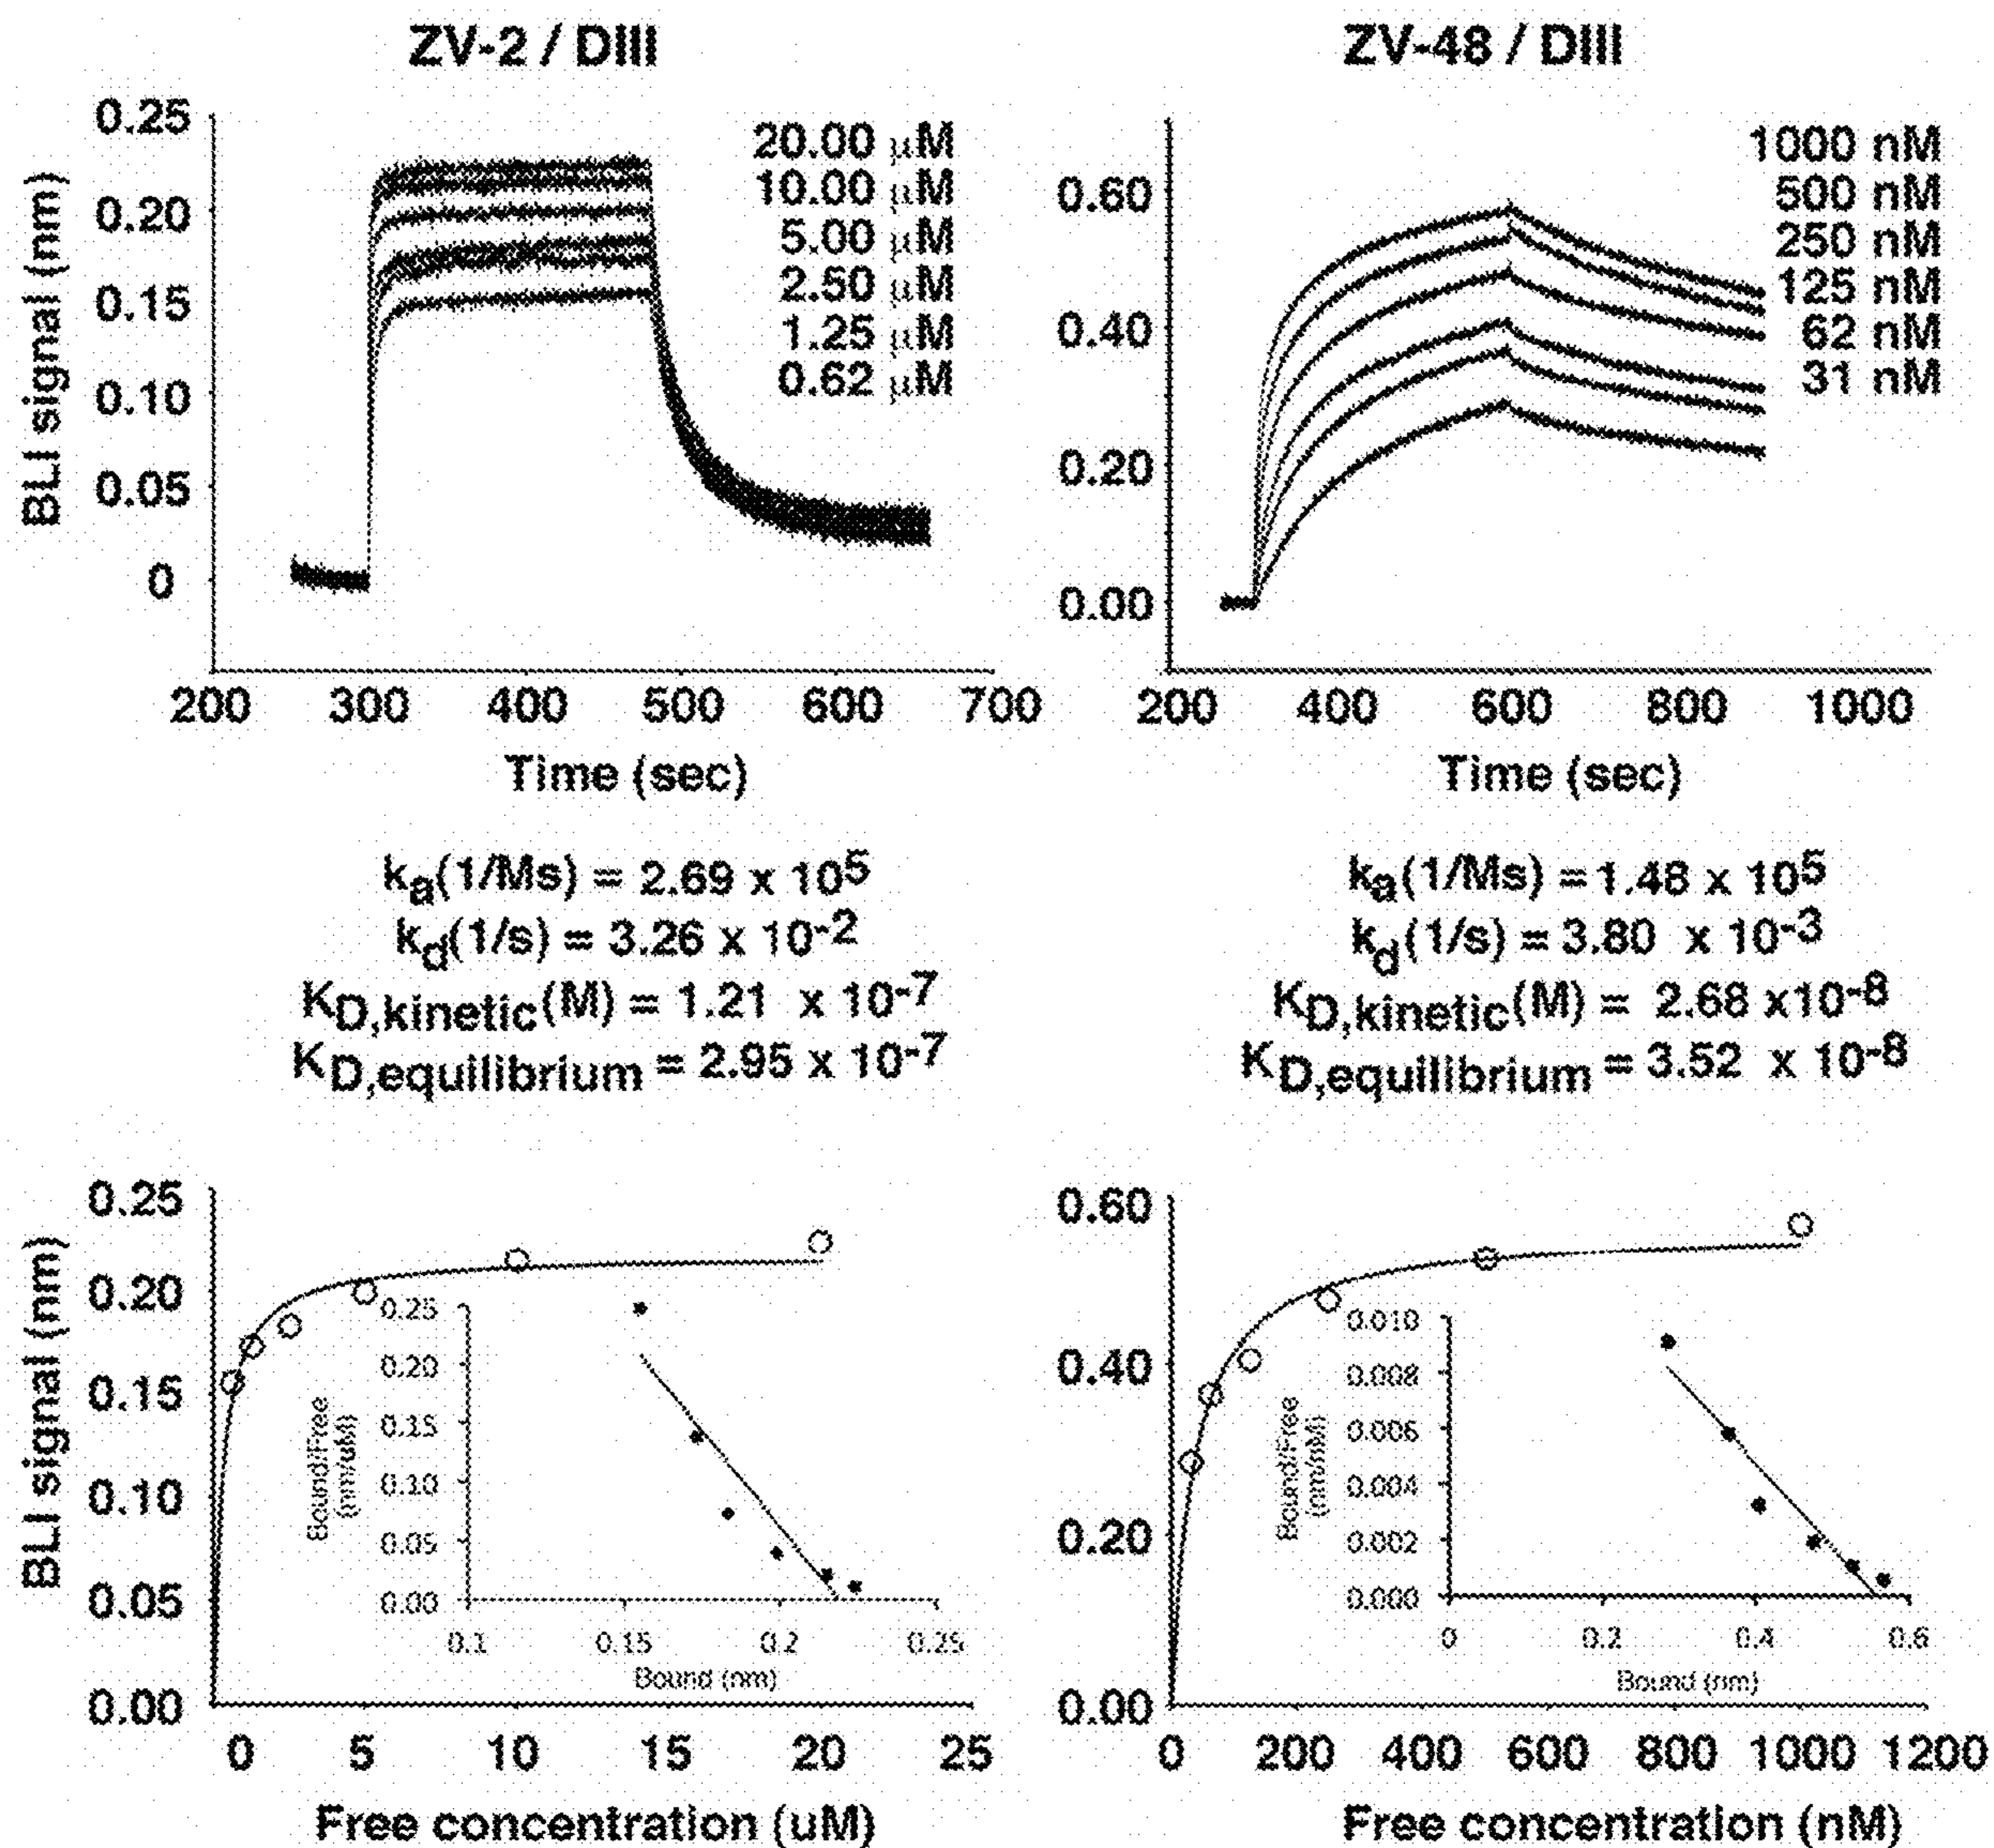 ZV-2 / DIII
BLI signal (nm)
0.25
0.20
0.15
0.10
0.05
0
20.00 µM
10.00 µM
5.00 µM
2.50 µM
1.25 µM
0.62 µM
200 300 400 500 600 700
Time (sec)
ZV-48 / DIII
0.60
0.40
0.20
0.00
1000 nM
500 nM
250 nM
125 nM
62 nM
31 nM
200 400 600 800 1000
Time (sec)
ka(1/Ms) = 2.69 x 10^5
kd(1/s) = 3.26 x 10^-2
KD,kinetic(M) = 1.21 x 10^-7
KD,equilibrium = 2.95 x 10^-7
ka(1/Ms) =1.48 x 10^5
kd(1/s) = 3.80 x 10^-3
KD,kinetic(M) = 2.68 x10^-8
KD,equilibrium = 3.52 x 10^-8
BLI signal (nm)
0.25
0.20
0.15
0.10
0.05
0.00
0 5 10 15 20 25
Free concentration (uM)
Bound/Free
(nm/uM)
0.25
0.20
0.15
0.10
0.05
0.00
0.1 0.15 0.2 0.25
Bound (nm)
0.60
0.40
0.20
0.00
0 200 400 600 800 1000 1200
Free concentration (nM)
Bound/Free
(nm/nM)
0.010
0.008
0.006
0.004
0.002
0.000
0 0.2 0.4 0.6
Bound (nm)